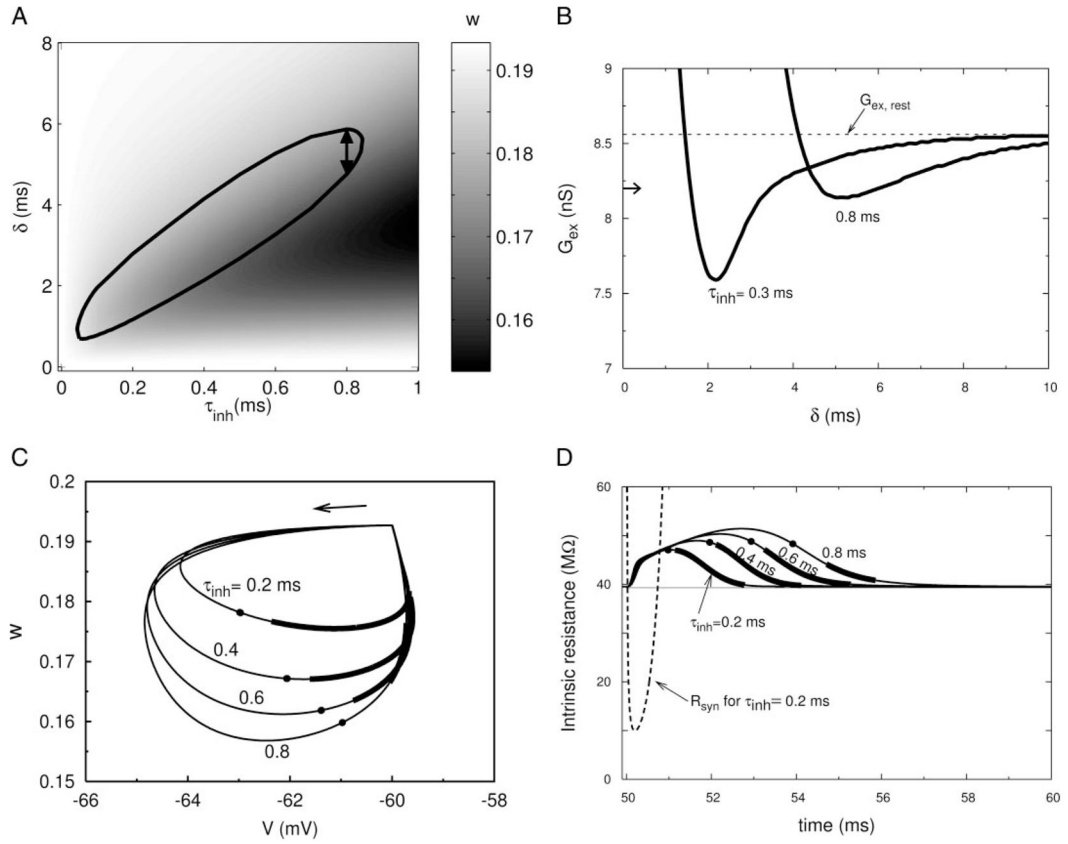 A
w
8
6
4
2
0
δ (ms)
0
0.2
0.4
0.6
0.8
1
τinh(ms)
0.19
0.18
0.17
0.16
B
9
8.5
8
7.5
7
Gex (nS)
Gex, rest
0.8 ms
τinh= 0.3 ms
0
2
4
6
8
10
δ (ms)
C
0.2
0.19
0.18
0.17
0.16
0.15
w
τinh= 0.2 ms
0.4
0.6
0.8
-66
-64
-62
-60
-58
V (mV)
D
60
50
40
30
20
10
0
Intrinsic resistance (MΩ)
0.8 ms
0.6 ms
0.4 ms
τinh=0.2 ms
Rsyn for τinh= 0.2 ms
50
52
54
56
58
60
time (ms)